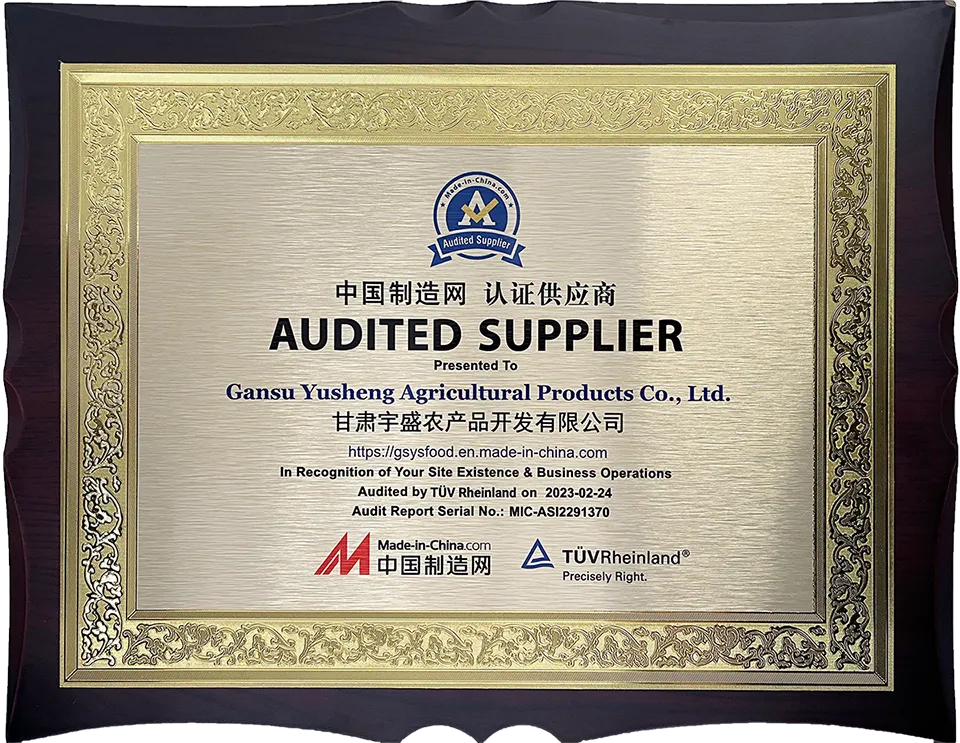 Made-in-China.com
A
Audited Supplier
中国制造网 认证供应商
AUDITED SUPPLIER
Presented To
Gansu Yusheng Agricultural Products Co., Ltd.
甘肃宇盛农产品开发有限公司
https://gsysfood.en.made-in-china.com
In Recognition of Your Site Existence & Business Operations
Audited by TÜV Rheinland on 2023-02-24
Audit Report Serial No.: MIC-ASI2291370
Made-in-China.com
中国制造网
TÜVRheinland®
Precisely Right.